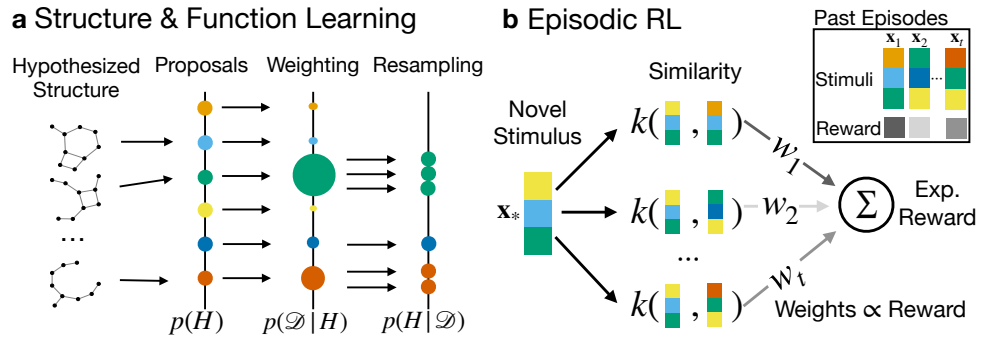 a Structure & Function Learning
Hypothesized Structure
Proposals
Weighting
Resampling
...
p(H)
p(𝒟|H)
p(H|𝒟)
b Episodic RL
Past Episodes
x₁ x₂ xₜ
Stimuli
...
Reward
Similarity
Novel Stimulus
x*
k( , )
k( , )
...
k( , )
w₁
w₂
wₜ
Σ
Exp. Reward
Weights ∝ Reward